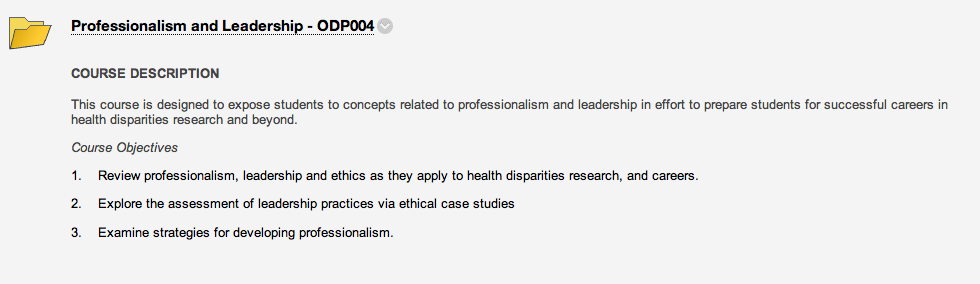 Professionalism and Leadership - ODP004
COURSE DESCRIPTION
This course is designed to expose students to concepts related to professionalism and leadership in effort to prepare students for successful careers in
health disparities research and beyond.
Course Objectives
1. Review professionalism, leadership and ethics as they apply to health disparities research, and careers.
2. Explore the assessment of leadership practices via ethical case studies
3. Examine strategies for developing professionalism.